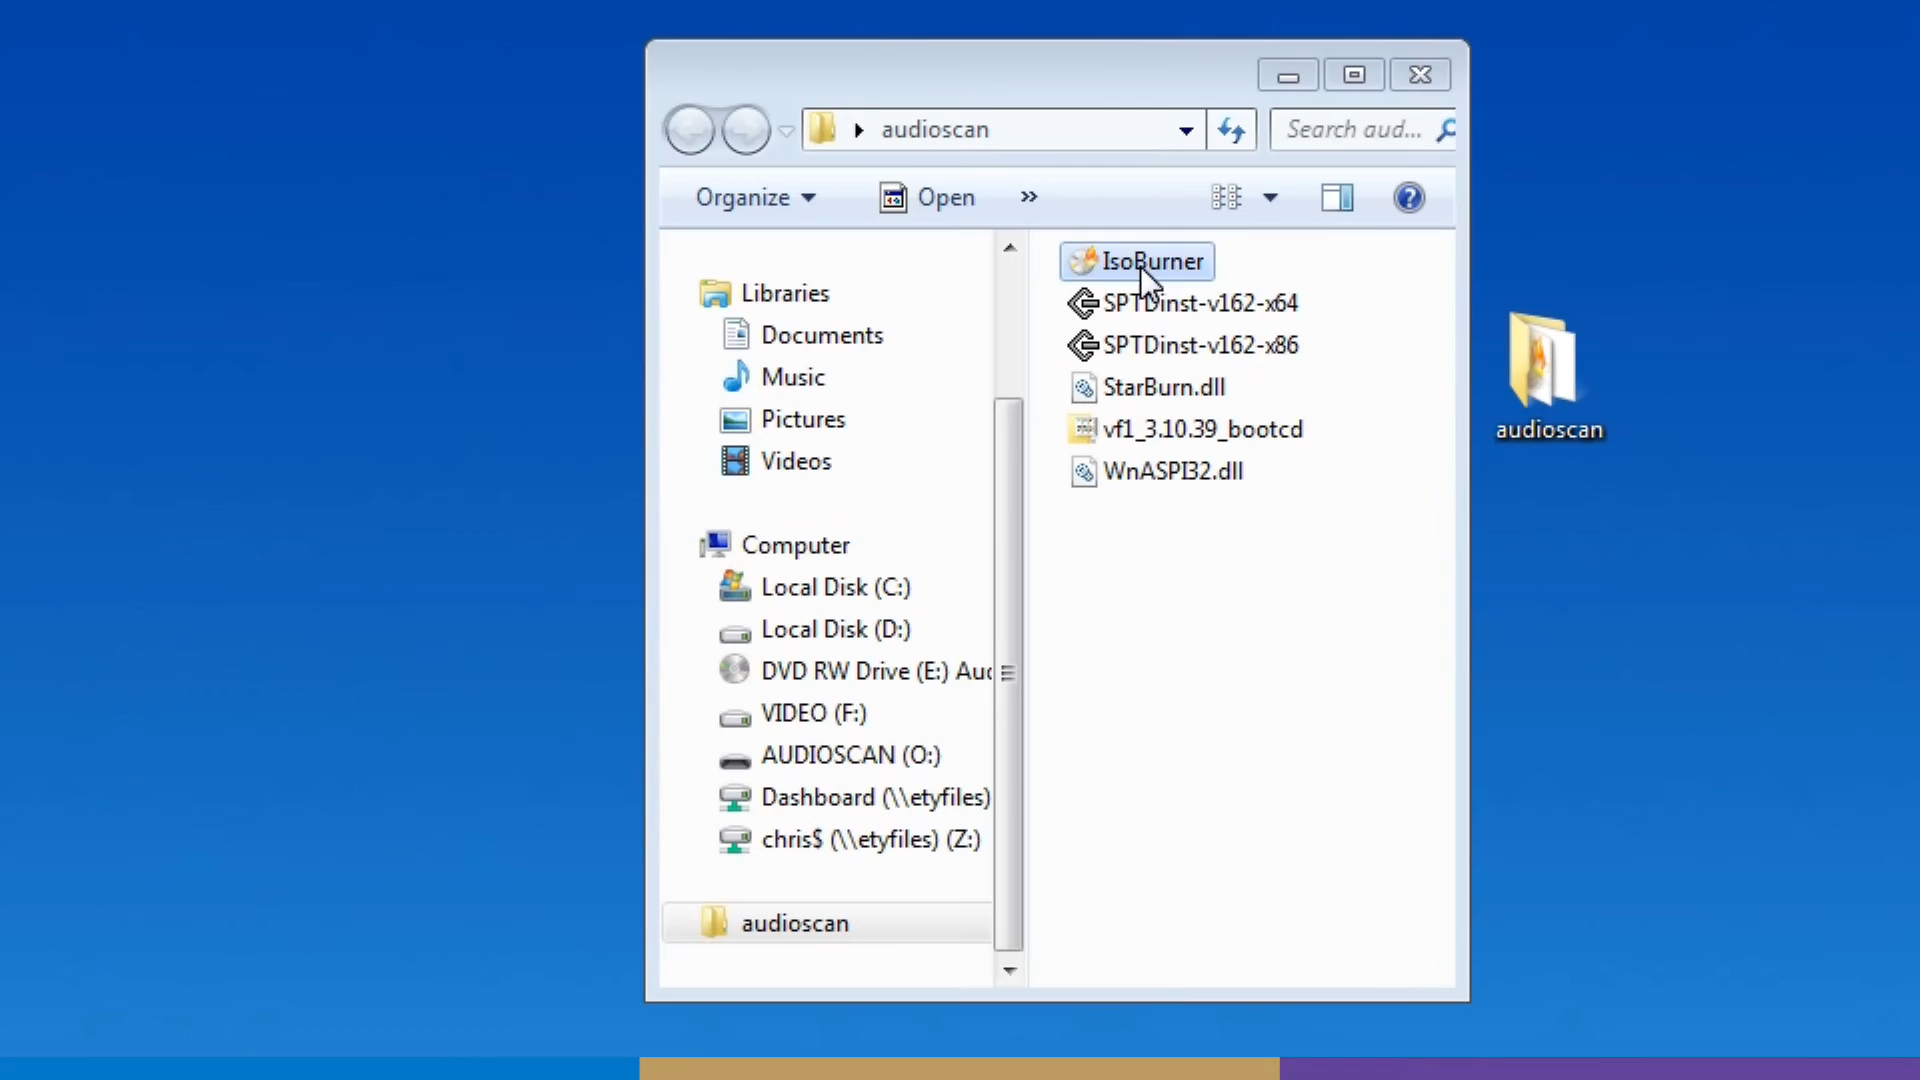 audioscan
Search aud...
Organize
Open
»
Libraries
Documents
Music
Pictures
Videos
Computer
Local Disk (C:)
Local Disk (D:)
DVD RW Drive (E:) Auc
VIDEO (F:)
AUDIOSCAN (O:)
Dashboard (\\etyfiles)
chris$ (\\etyfiles) (Z:)
audioscan
IsoBurner
SPTDinst-v162-x64
SPTDinst-v162-x86
StarBurn.dll
vf1_3.10.39_bootcd
WnASPI32.dll
audioscan